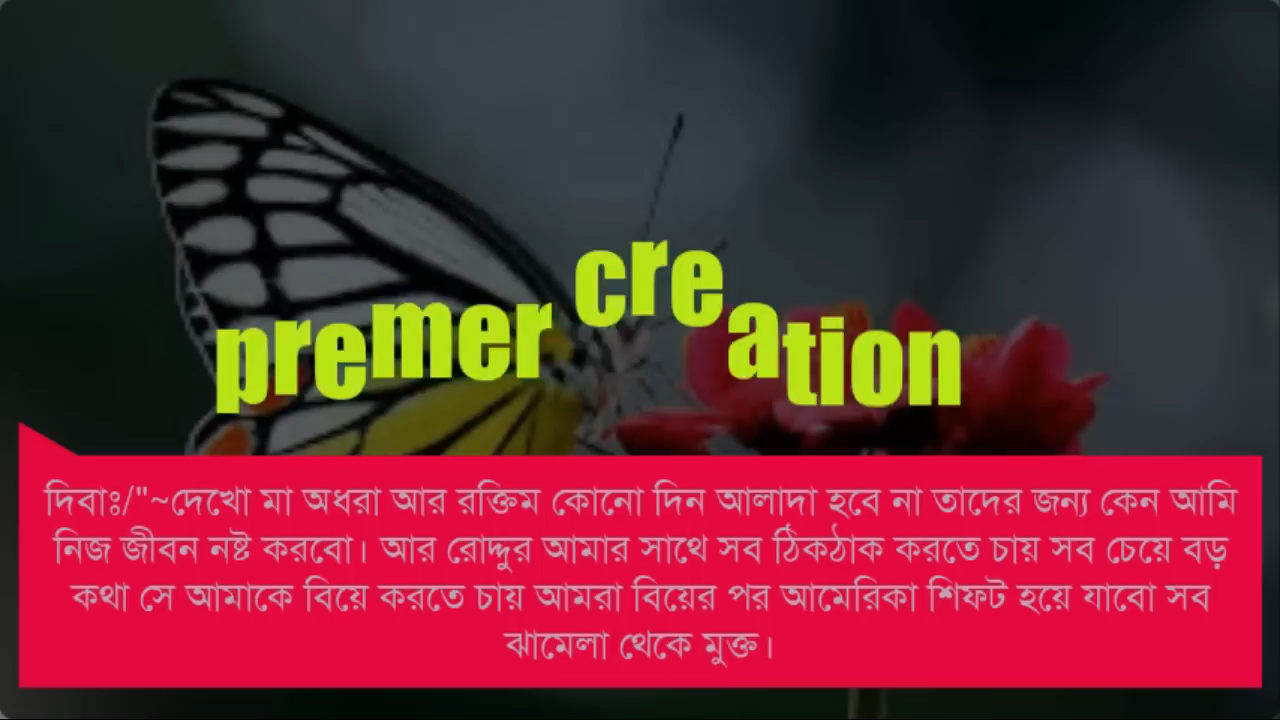 premer creation
দিবাঃ/"~দেখো মা অধরা আর রক্তিম কোনো দিন আলাদা হবে না তাদের জন্য কেন আমি
নিজ জীবন নষ্ট করবো। আর রোদ্দুর আমার সাথে সব ঠিকঠাক করতে চায় সব চেয়ে বড়
কথা সে আমাকে বিয়ে করতে চায় আমরা বিয়ের পর আমেরিকা শিফট হয়ে যাবো সব
ঝামেলা থেকে মুক্ত।